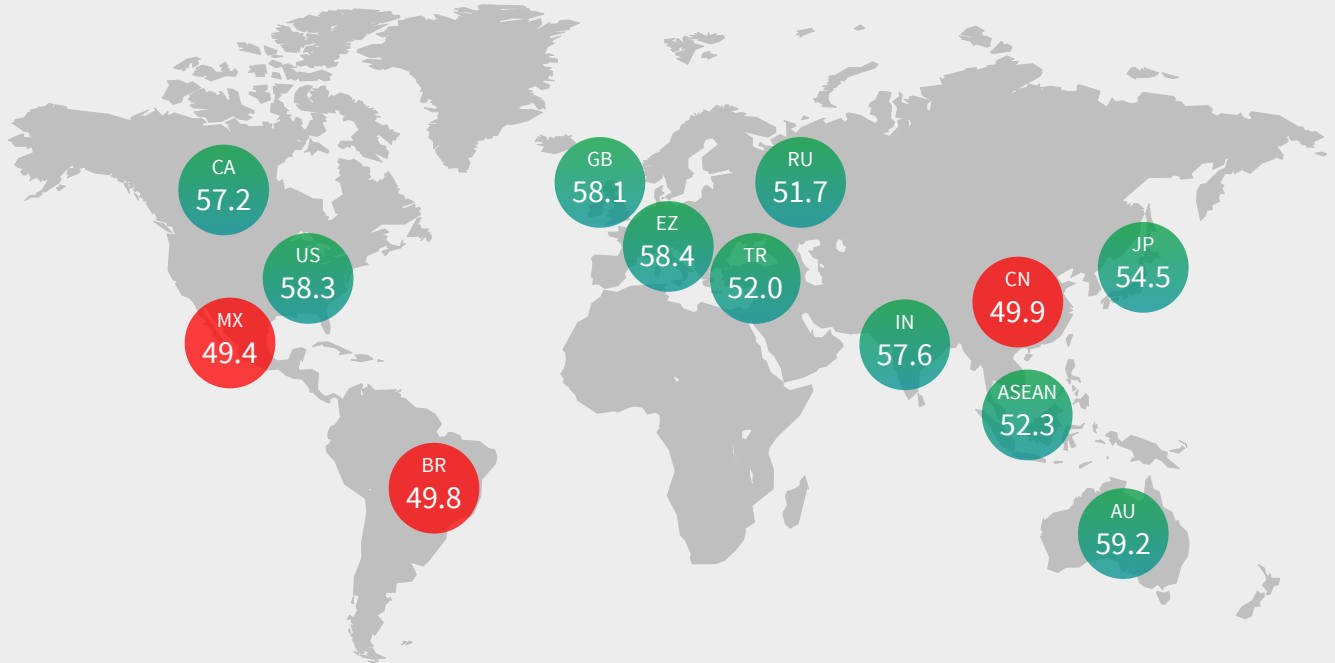 CA
57.2
US
58.3
MX
49.4
BR
49.8
GB
58.1
EZ
58.4
RU
51.7
TR
52.0
IN
57.6
CN
49.9
JP
54.5
ASEAN
52.3
AU
59.2